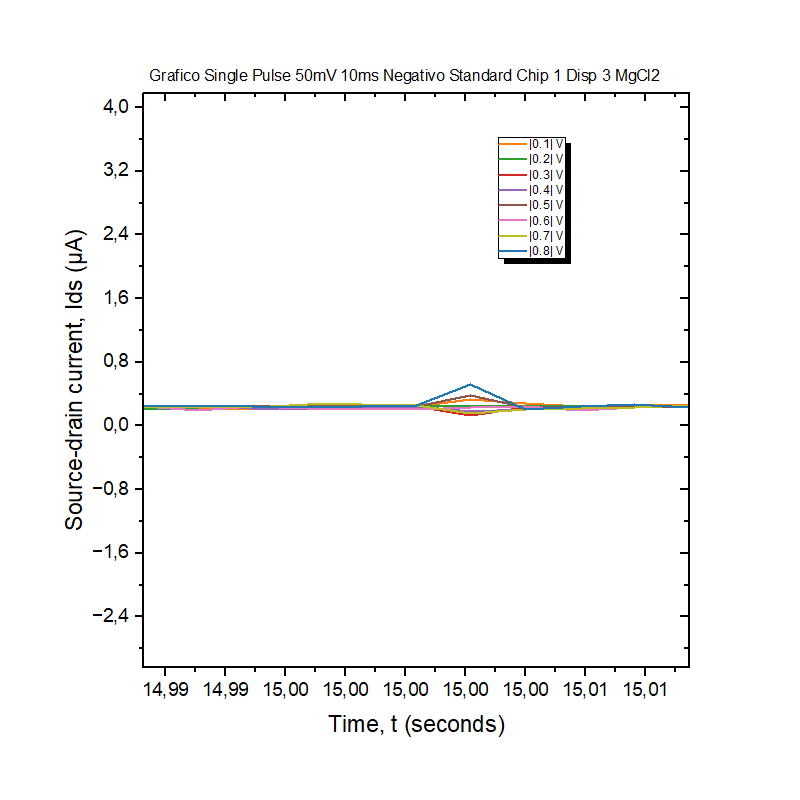 Grafico Single Pulse 50mV 10ms Negativo Standard Chip 1 Disp 3 MgCl2
4,0
3,2
2,4
1,6
0,8
0,0
−0,8
−1,6
−2,4
Source-drain current, Ids (µA)
|0.1| V
|0.2| V
|0.3| V
|0.4| V
|0.5| V
|0.6| V
|0.7| V
|0.8| V
14,99 14,99 15,00 15,00 15,00 15,00 15,00 15,01 15,01
Time, t (seconds)